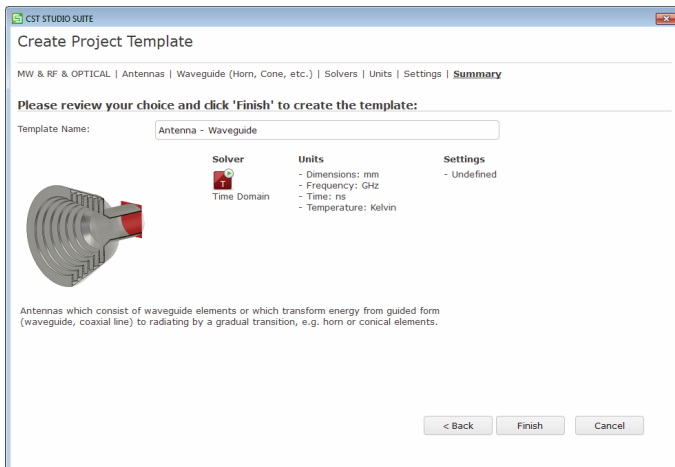 CST STUDIO SUITE
Create Project Template
MW & RF & OPTICAL | Antennas | Waveguide (Horn, Cone, etc.) | Solvers | Units | Settings | Summary
Please review your choice and click 'Finish' to create the template:
Template Name: Antenna - Waveguide
Solver Units Settings
T - Dimensions: mm - Undefined
- Frequency: GHz
Time Domain - Time: ns
- Temperature: Kelvin
Antennas which consist of waveguide elements or which transform energy from guided form
(waveguide, coaxial line) to radiating by a gradual transition, e.g. horn or conical elements.
< Back Finish Cancel